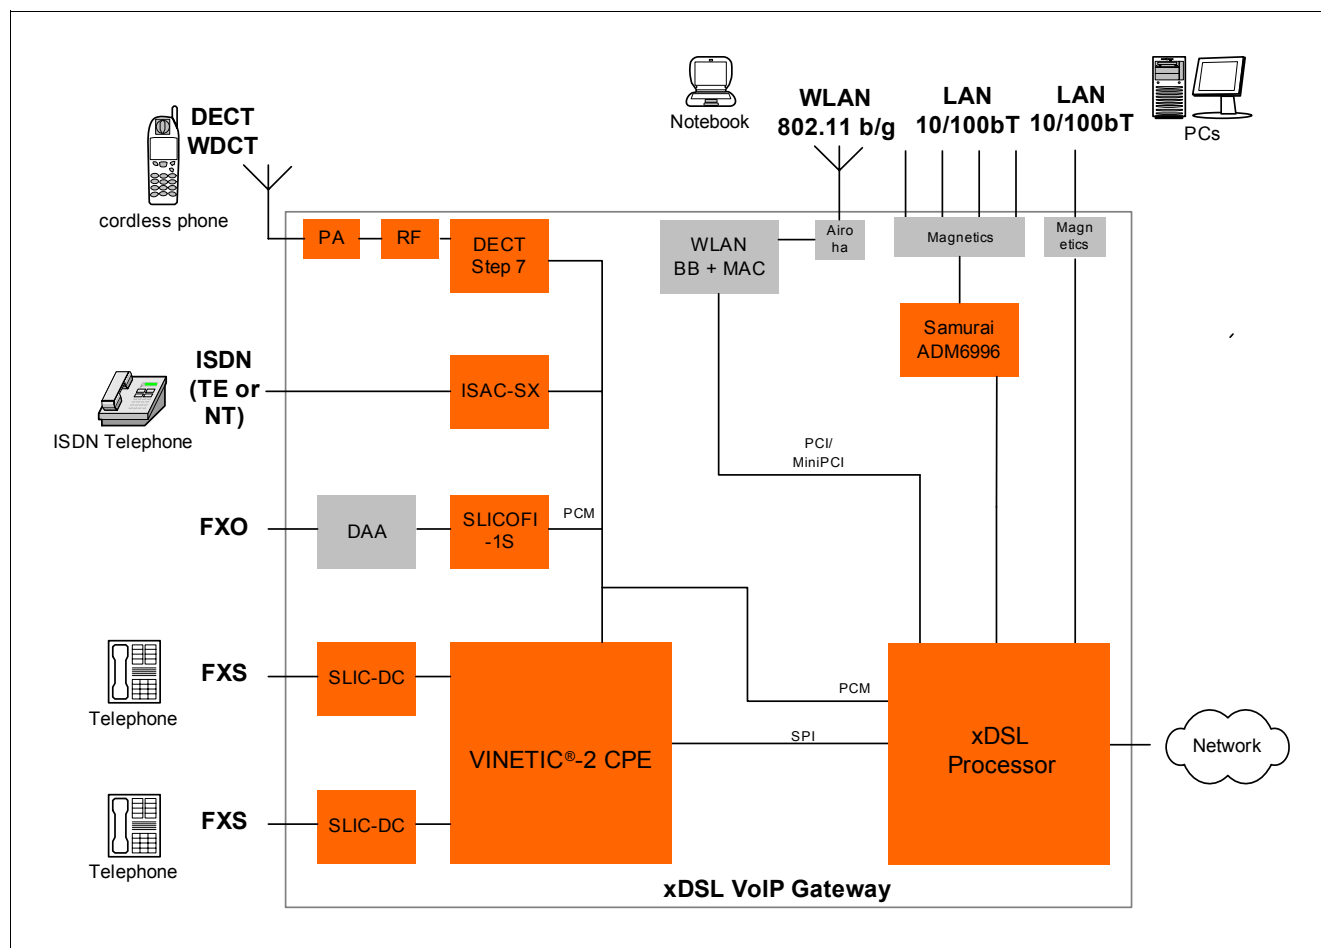 DECT
WDCT
cordless phone
Notebook
WLAN
802.11 b/g
LAN
10/100bT
LAN
10/100bT
PCs
PA
RF
DECT
Step 7
WLAN
BB + MAC
Airo
ha
Magnetics
Magn
etics
Samurai
ADM6996
ISDN
(TE or
NT)
ISDN Telephone
ISAC-SX
PCI/
MiniPCI
FXO
DAA
SLICOFI
-1S
PCM
Telephone
FXS
SLIC-DC
VINETIC®-2 CPE
PCM
SPI
xDSL
Processor
Network
Telephone
FXS
SLIC-DC
xDSL VoIP Gateway